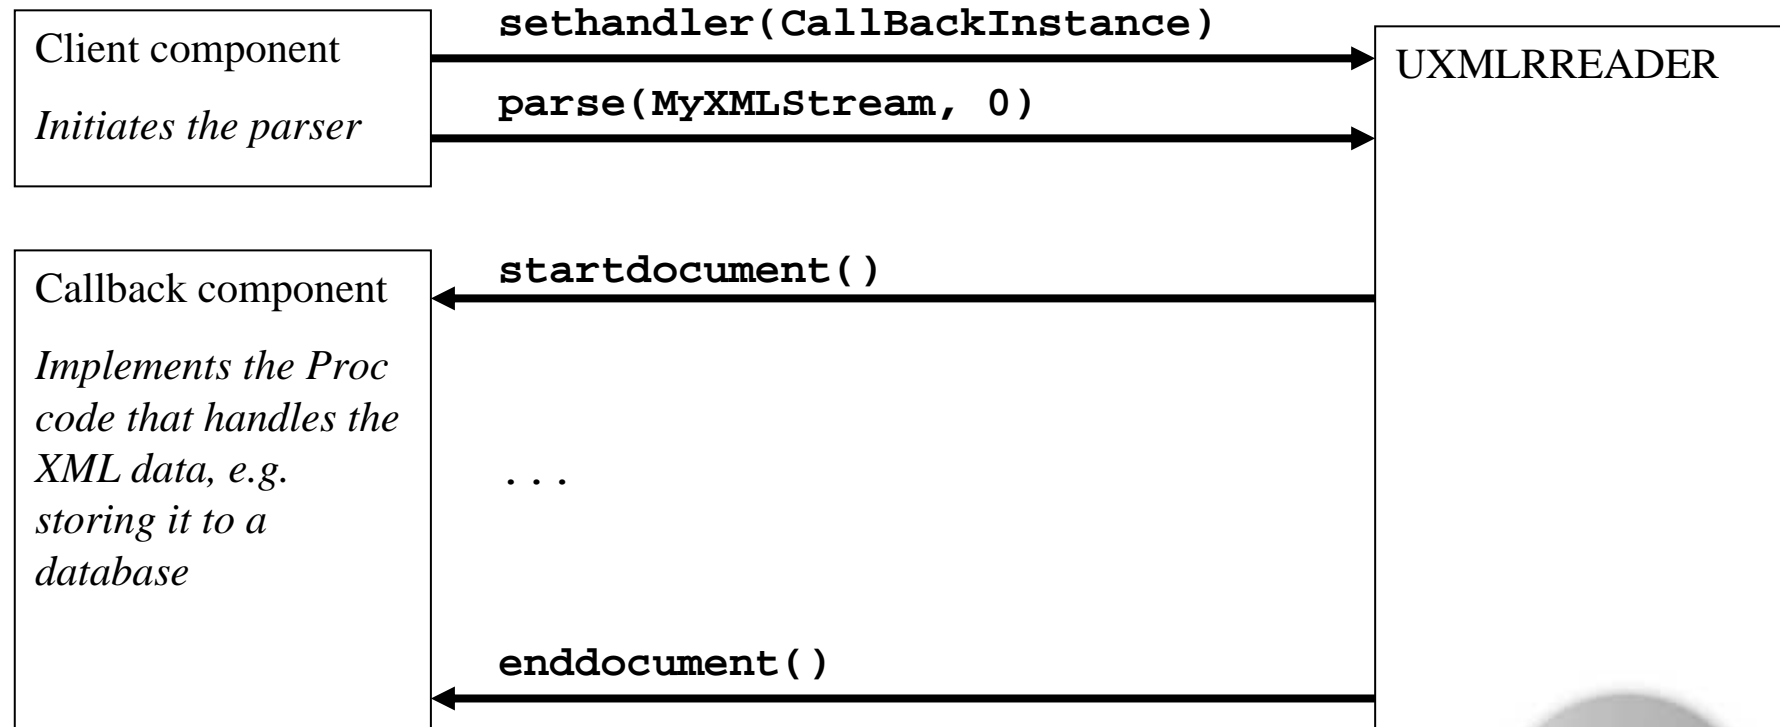 Client component
Initiates the parser
sethandler(CallBackInstance)
parse(MyXMLStream, 0)
UXMLRREADER
Callback component
Implements the Proc
code that handles the
XML data, e.g.
storing it to a
database
startdocument()
...
enddocument()